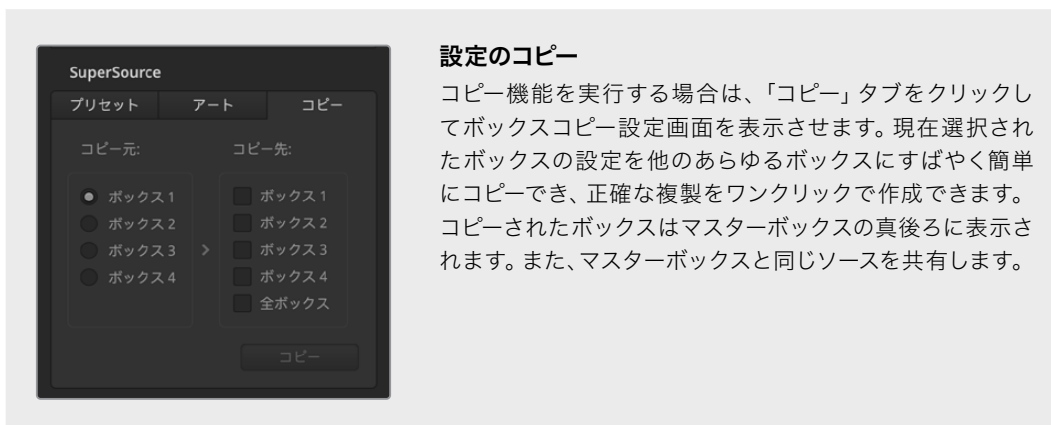 SuperSource
プリセット アート コピー
コピー元: コピー先:
ボックス 1 ボックス 1
ボックス 2 ボックス 2
ボックス 3 > ボックス 3
ボックス 4 ボックス 4
全ボックス
コピー
設定のコピー
コピー機能を実行する場合は、「コピー」タブをクリックし
てボックスコピー設定画面を表示させます。現在選択され
たボックスの設定を他のあらゆるボックスにすばやく簡単
にコピーでき、正確な複製をワンクリックで作成できます。
コピーされたボックスはマスターボックスの真後ろに表示さ
れます。また、マスターボックスと同じソースを共有します。